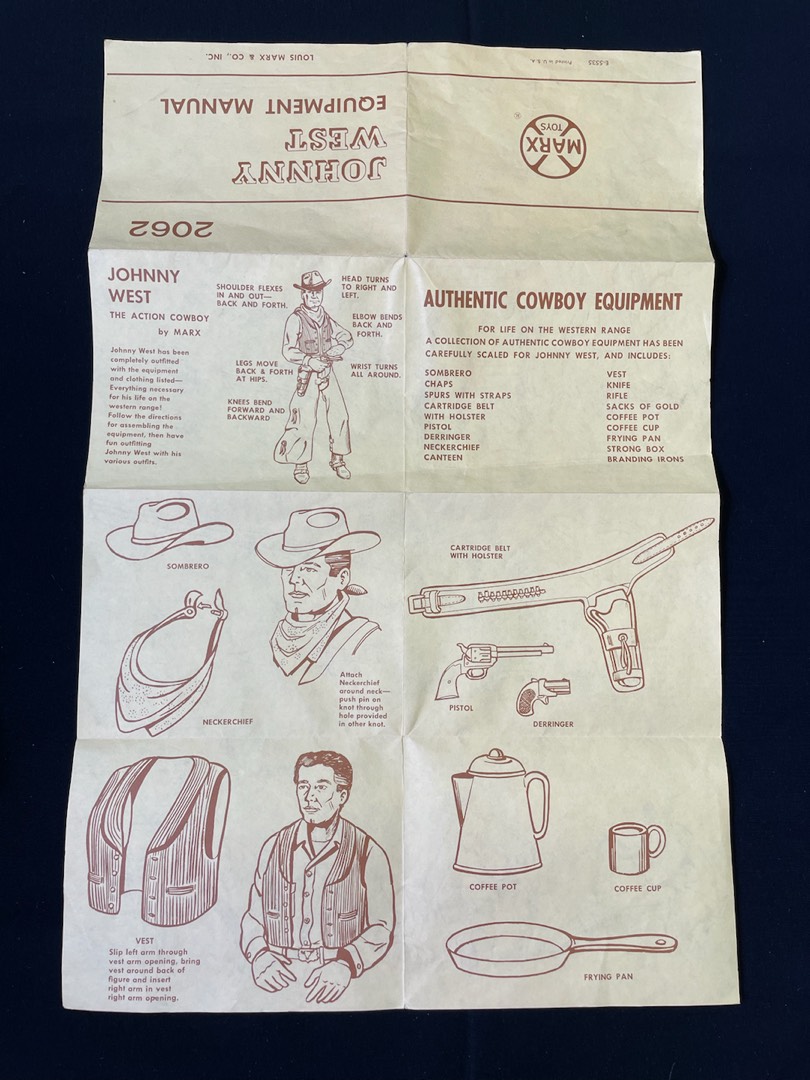 LOUIS MARX & CO., INC.
E-5535 Printed in U.S.A.
JOHNNY
WEST
EQUIPMENT MANUAL
MARX
TOYS
®
2062
JOHNNY
WEST
THE ACTION COWBOY
by MARX
Johnny West has been
completely outfitted
with the equipment
and clothing listed—
Everything necessary
for his life on the
western range!
Follow the directions
for assembling the
equipment, then have
fun outfitting
Johnny West with his
various outfits.
SHOULDER FLEXES
IN AND OUT—
BACK AND FORTH.
HEAD TURNS
TO RIGHT AND
LEFT.
ELBOW BENDS
BACK AND
FORTH.
LEGS MOVE
BACK & FORTH
AT HIPS.
WRIST TURNS
ALL AROUND.
KNEES BEND
FORWARD AND
BACKWARD
AUTHENTIC COWBOY EQUIPMENT
FOR LIFE ON THE WESTERN RANGE
A COLLECTION OF AUTHENTIC COWBOY EQUIPMENT HAS BEEN
CAREFULLY SCALED FOR JOHNNY WEST, AND INCLUDES:
SOMBRERO
CHAPS
SPURS WITH STRAPS
CARTRIDGE BELT
WITH HOLSTER
PISTOL
DERRINGER
NECKERCHIEF
CANTEEN
VEST
KNIFE
RIFLE
SACKS OF GOLD
COFFEE POT
COFFEE CUP
FRYING PAN
STRONG BOX
BRANDING IRONS
SOMBRERO
NECKERCHIEF
Attach
Neckerchief
around neck—
push pin on
knot through
hole provided
in other knot.
CARTRIDGE BELT
WITH HOLSTER
PISTOL
DERRINGER
VEST
Slip left arm through
vest arm opening, bring
vest around back of
figure and insert
right arm in vest
right arm opening.
COFFEE POT
COFFEE CUP
FRYING PAN